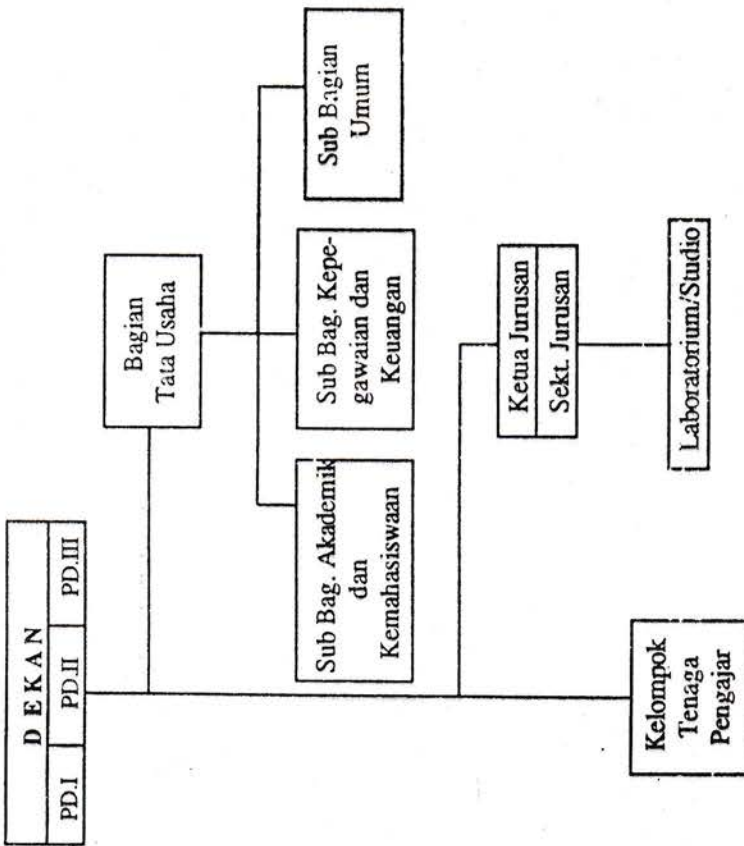 D E K A N
PD.I
PD.II
PD.III
Bagian
Tata Usaha
Sub Bag. Akademik
dan
Kemahasiswaan
Sub Bag. Kepe-
gawaian dan
Keuangan
Sub Bagian
Umum
Ketua Jurusan
Sekt. Jurusan
Laboratorium/Studio
Kelompok
Tenaga
Pengajar